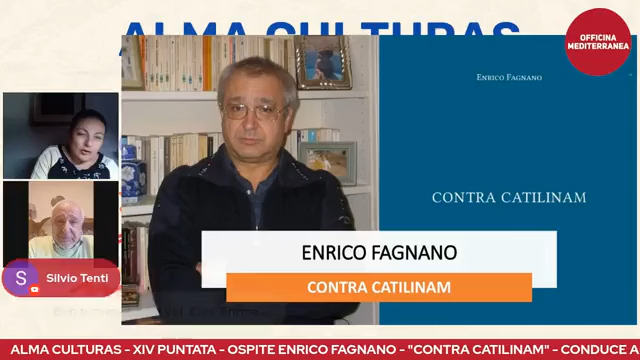 ALMA CULTURAS
OFFICINA
MEDITERRANEA
ENRICO FAGNANO
CONTRA CATILINAM
ENRICO FAGNANO
CONTRA CATILINAM
S
Silvio Tenti
ALMA CULTURAS - XIV PUNTATA - OSPITE ENRICO FAGNANO - "CONTRA CATILINAM" - CONDUCE A